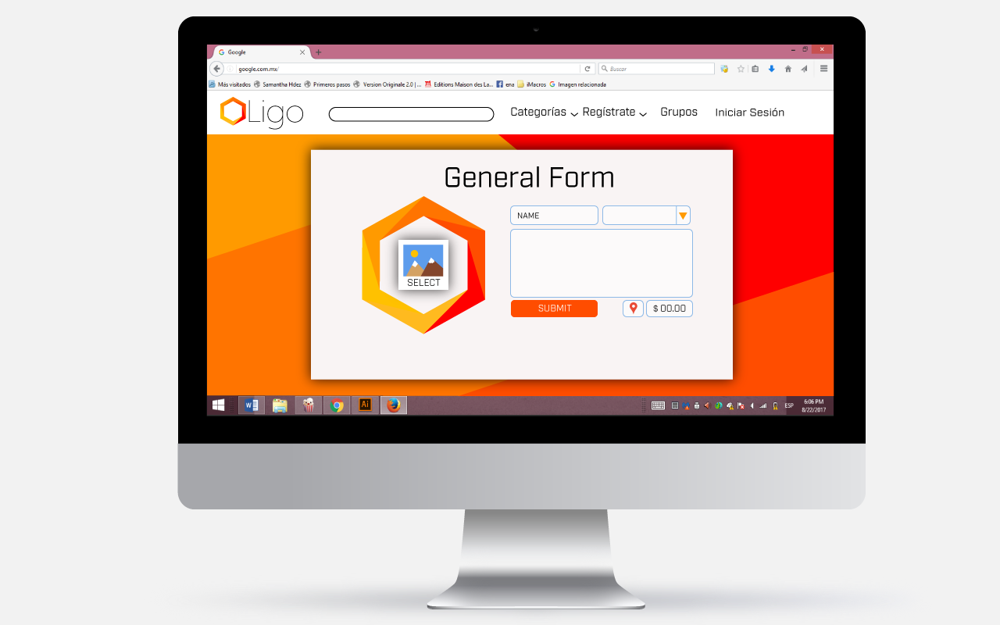 Google
google.com.mx/
Buscar
Más visitados Samantha Hdez Primeros pasos Version Originale 2.0 |... Editions Maison des La... ena iMacros Imagen relacionada
Ligo Categorías Regístrate Grupos Iniciar Sesión
General Form
NAME
SELECT
SUBMIT $ 00.00
Ai
ESP
6:06 PM
8/22/2017